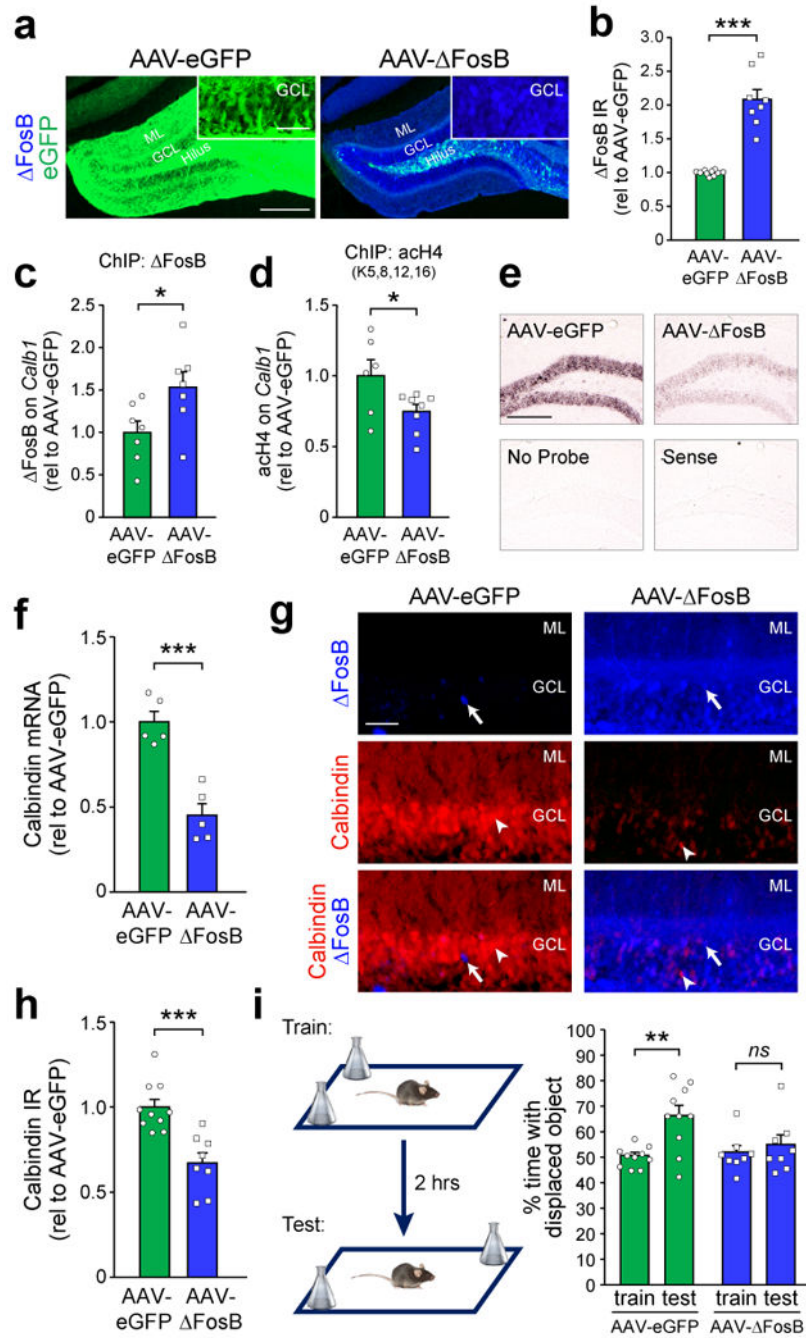 a
AAV-eGFP
AAV-ΔFosB
ΔFosB
eGFP
GCL
ML
GCL
Hilus
GCL
ML
GCL
Hilus
b
***
ΔFosB IR
(rel to AAV-eGFP)
3.0
2.5
2.0
1.5
1.0
0.5
0
AAV-
eGFP
AAV-
ΔFosB
c
ChIP: ΔFosB
*
ΔFosB on Calb1
(rel to AAV-eGFP)
2.5
2.0
1.5
1.0
0.5
0
AAV-
eGFP
AAV-
ΔFosB
d
ChIP: acH4
(K5,8,12,16)
*
acH4 on Calb1
(rel to AAV-eGFP)
1.5
1.0
0.5
0
AAV-
eGFP
AAV-
ΔFosB
e
AAV-eGFP
AAV-ΔFosB
No Probe
Sense
f
***
Calbindin mRNA
(rel to AAV-eGFP)
1.5
1.0
0.5
0
AAV-
eGFP
AAV-
ΔFosB
g
AAV-eGFP
AAV-ΔFosB
ΔFosB
ML
GCL
ML
GCL
Calbindin
ML
GCL
ML
GCL
Calbindin
ΔFosB
ML
GCL
ML
GCL
h
***
Calbindin IR
(rel to AAV-eGFP)
1.5
1.0
0.5
0
AAV-
eGFP
AAV-
ΔFosB
i
Train:
2 hrs
Test:
% time with
displaced object
100
90
80
70
60
50
40
30
20
10
0
**
ns
train test
train test
AAV-eGFP
AAV-ΔFosB